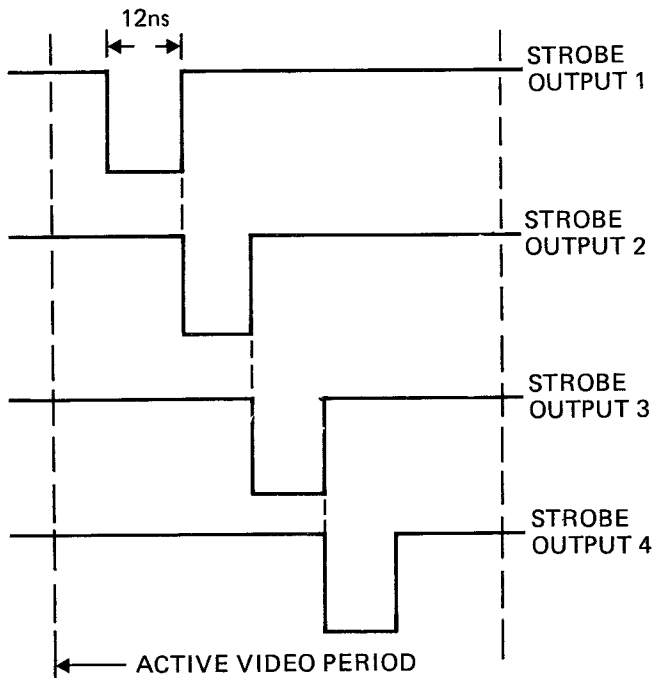 12ns
STROBE
OUTPUT 1
STROBE
OUTPUT 2
STROBE
OUTPUT 3
STROBE
OUTPUT 4
ACTIVE VIDEO PERIOD